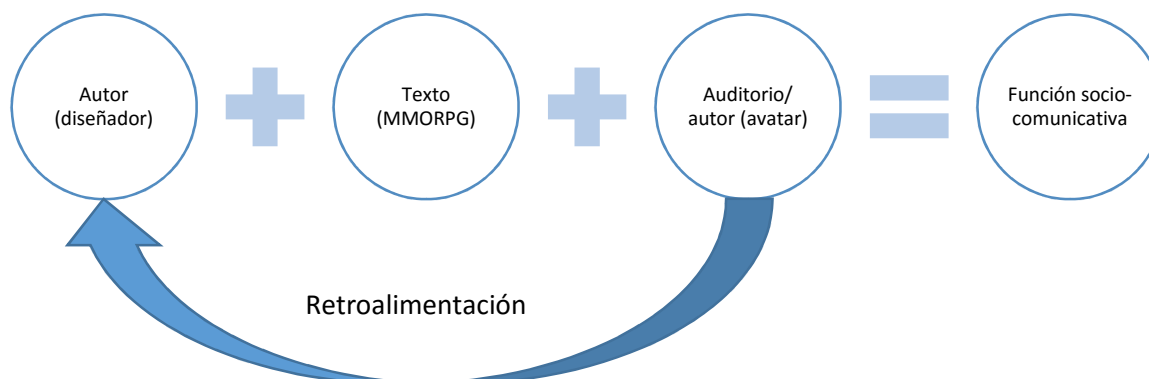 Autor
(diseñador)
Texto
(MMORPG)
Auditorio/
autor (avatar)
Función socio-
comunicativa
Retroalimentación